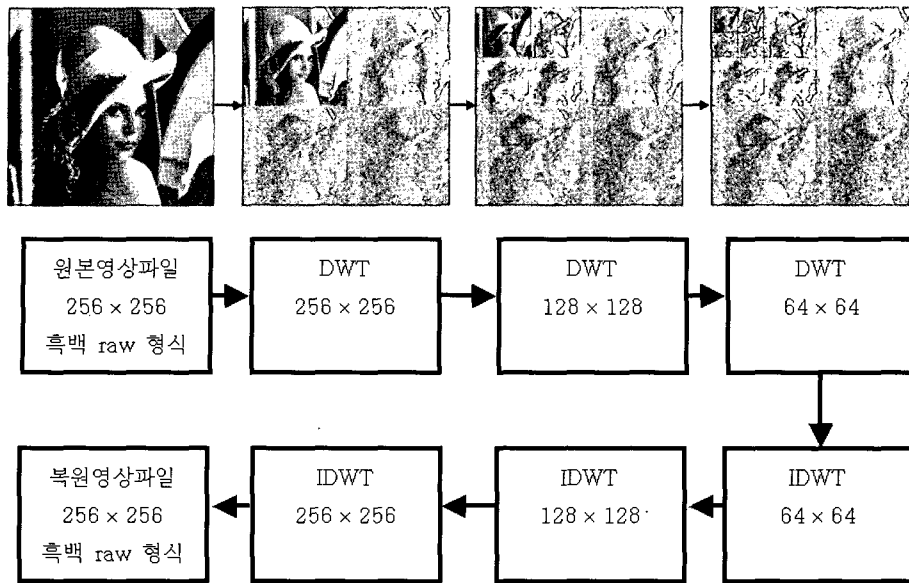 원본영상파일
256 × 256
흑백 raw 형식
DWT
256 × 256
DWT
128 × 128
DWT
64 × 64
복원영상파일
256 × 256
흑백 raw 형식
IDWT
256 × 256
IDWT
128 × 128
IDWT
64 × 64